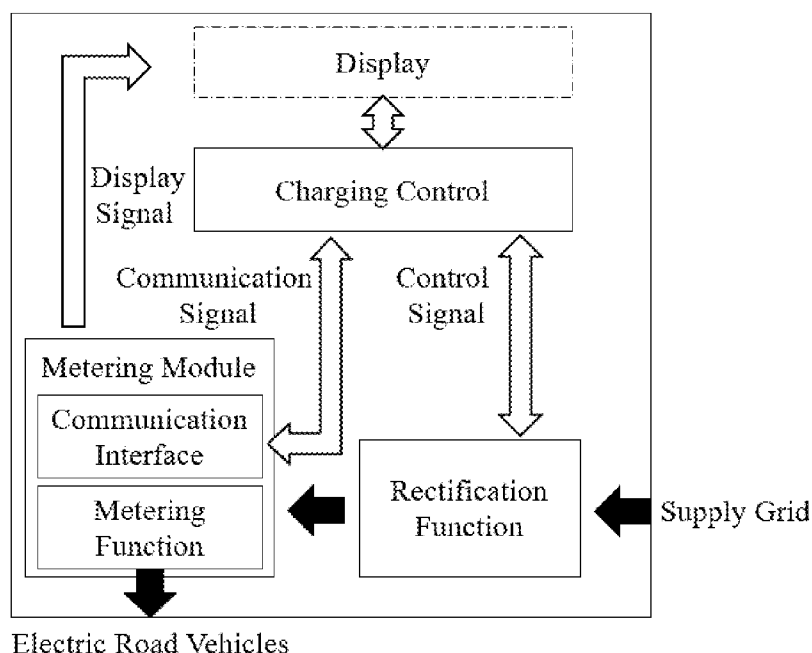 Display
Charging Control
Display
Signal
Communication
Signal
Control
Signal
Metering Module
Communication
Interface
Metering
Function
Rectification
Function
Supply Grid
Electric Road Vehicles